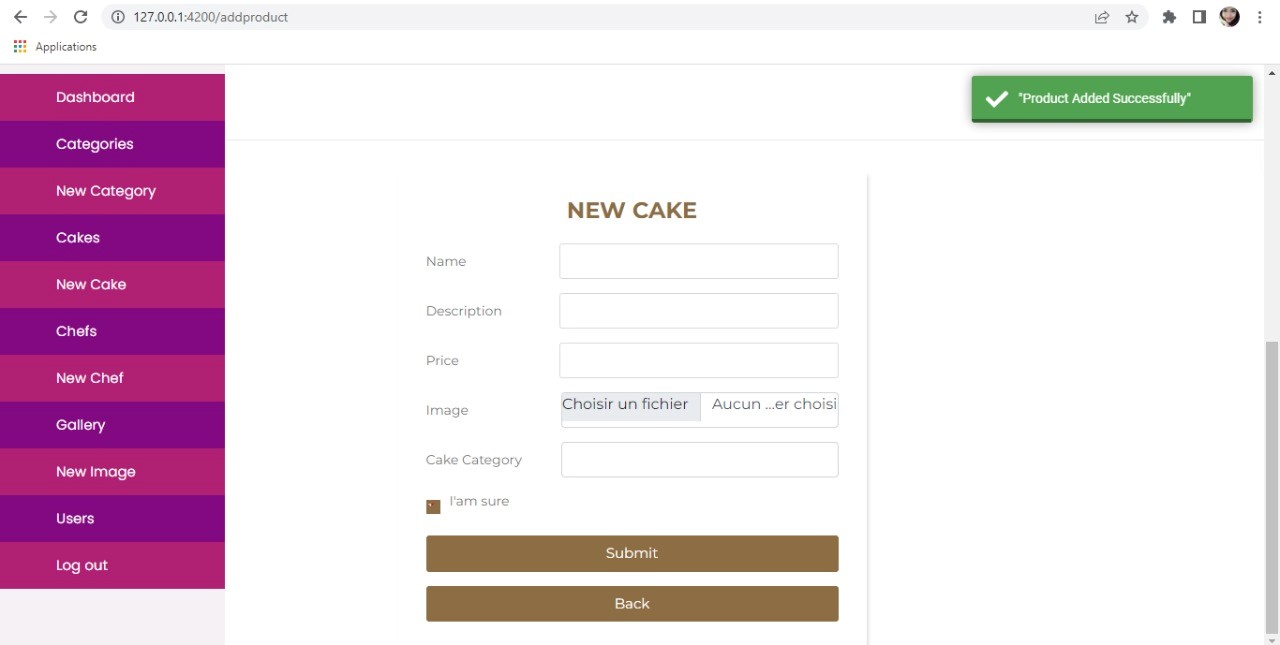 127.0.0.1:4200/addproduct
Applications
Dashboard
Categories
New Category
Cakes
New Cake
Chefs
New Chef
Gallery
New Image
Users
Log out
"Product Added Successfully"
NEW CAKE
Name
Description
Price
Image Choisir un fichier Aucun ...er choisi
Cake Category
I'am sure
Submit
Back